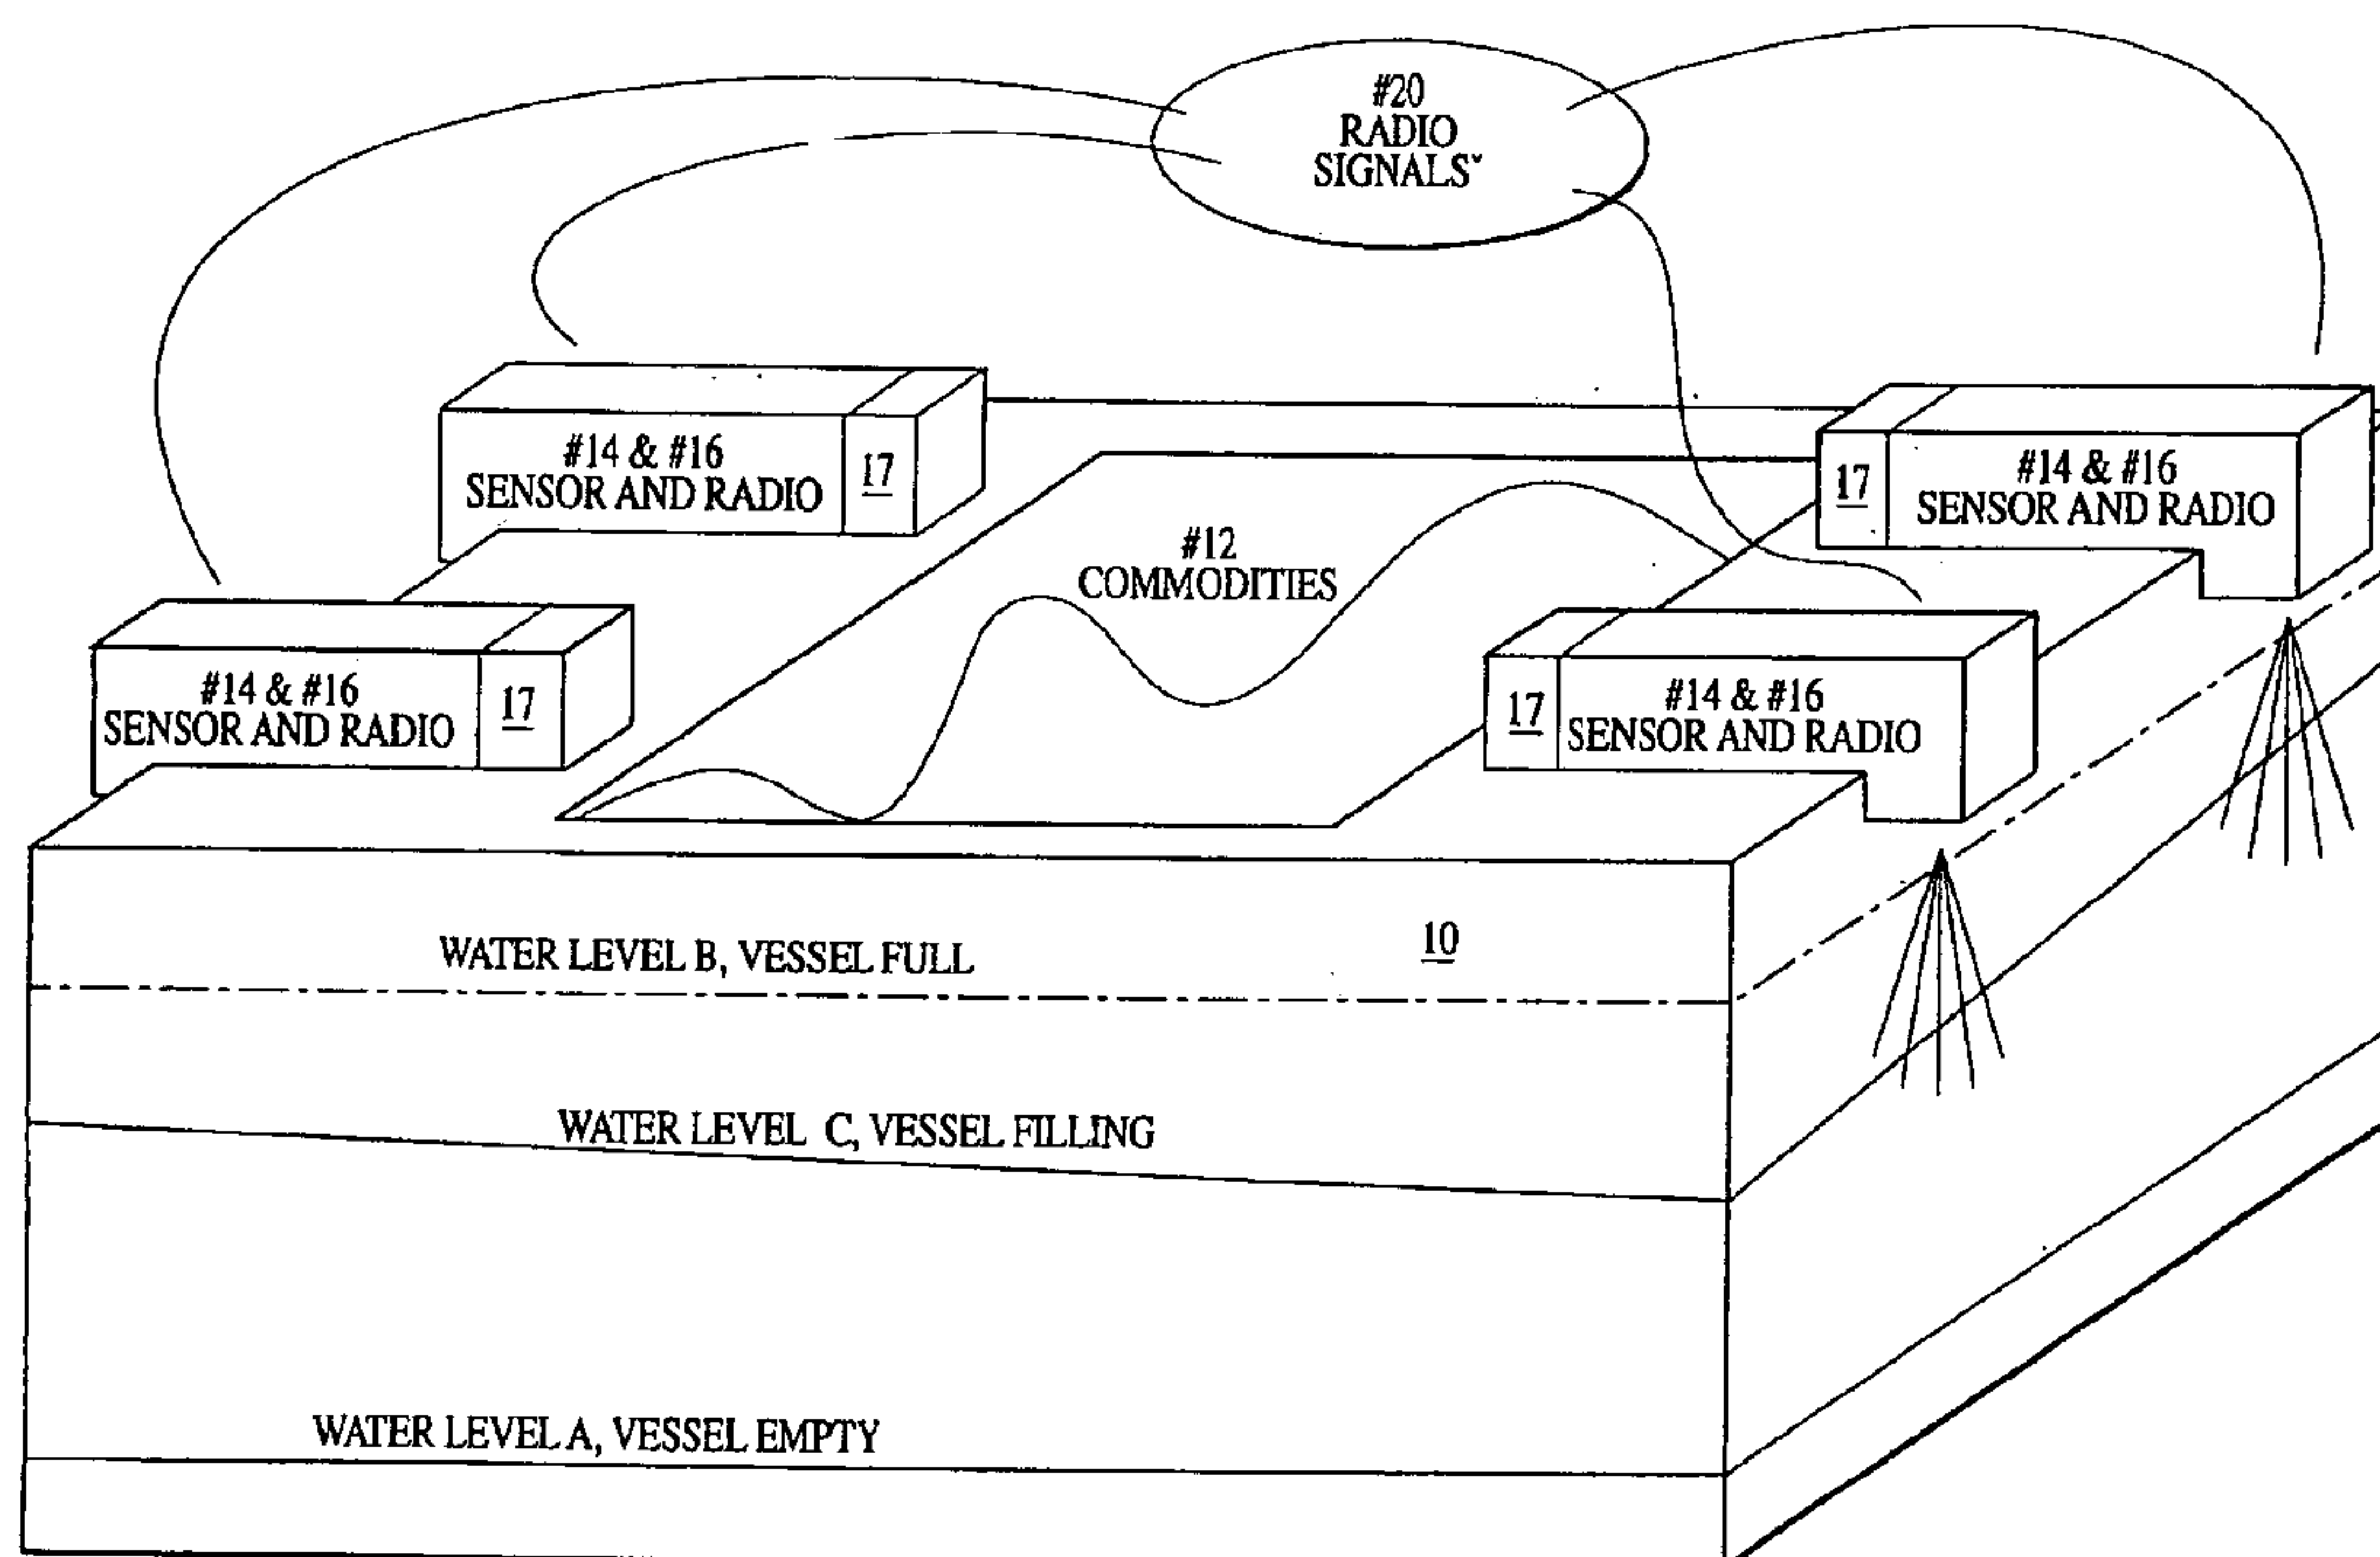 #20
RADIO
SIGNALS
#14 & #16
SENSOR AND RADIO
17
17
#14 & #16
SENSOR AND RADIO
#12
COMMODITIES
#14 & #16
SENSOR AND RADIO
17
17
#14 & #16
SENSOR AND RADIO
WATER LEVEL B, VESSEL FULL
10
WATER LEVEL C, VESSEL FILLING
WATER LEVEL A, VESSEL EMPTY